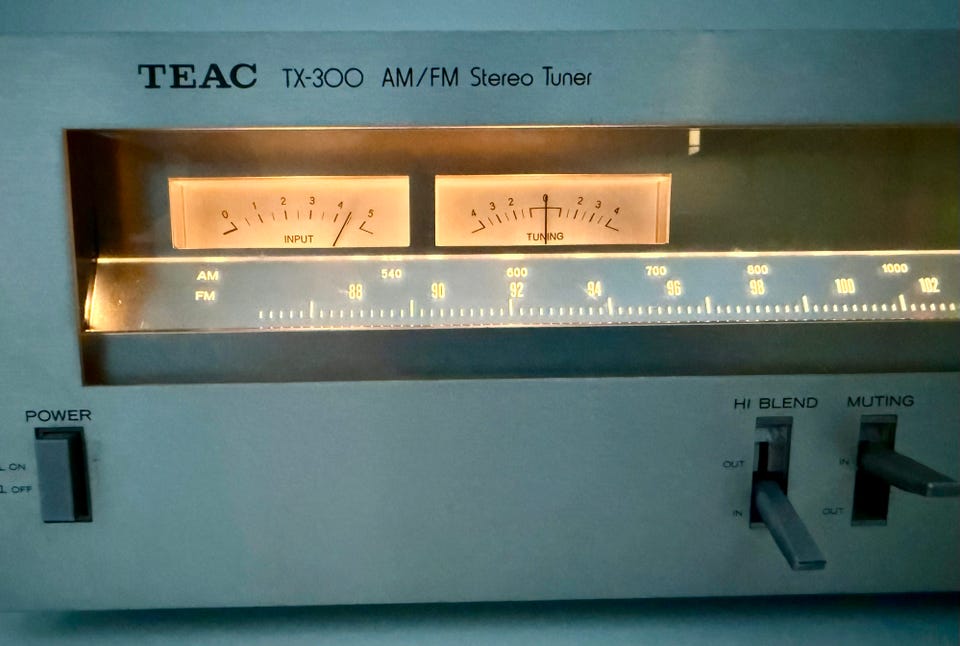 TEAC TX-300 AM/FM Stereo Tuner
0 1 2 3 4 5
INPUT
4 3 2 0 2 3 4
TUNING
AM 540 600 700 800 1000
FM 88 90 92 94 96 98 100 102
POWER
ON
OFF
HI BLEND
OUT
IN
MUTING
IN
OUT